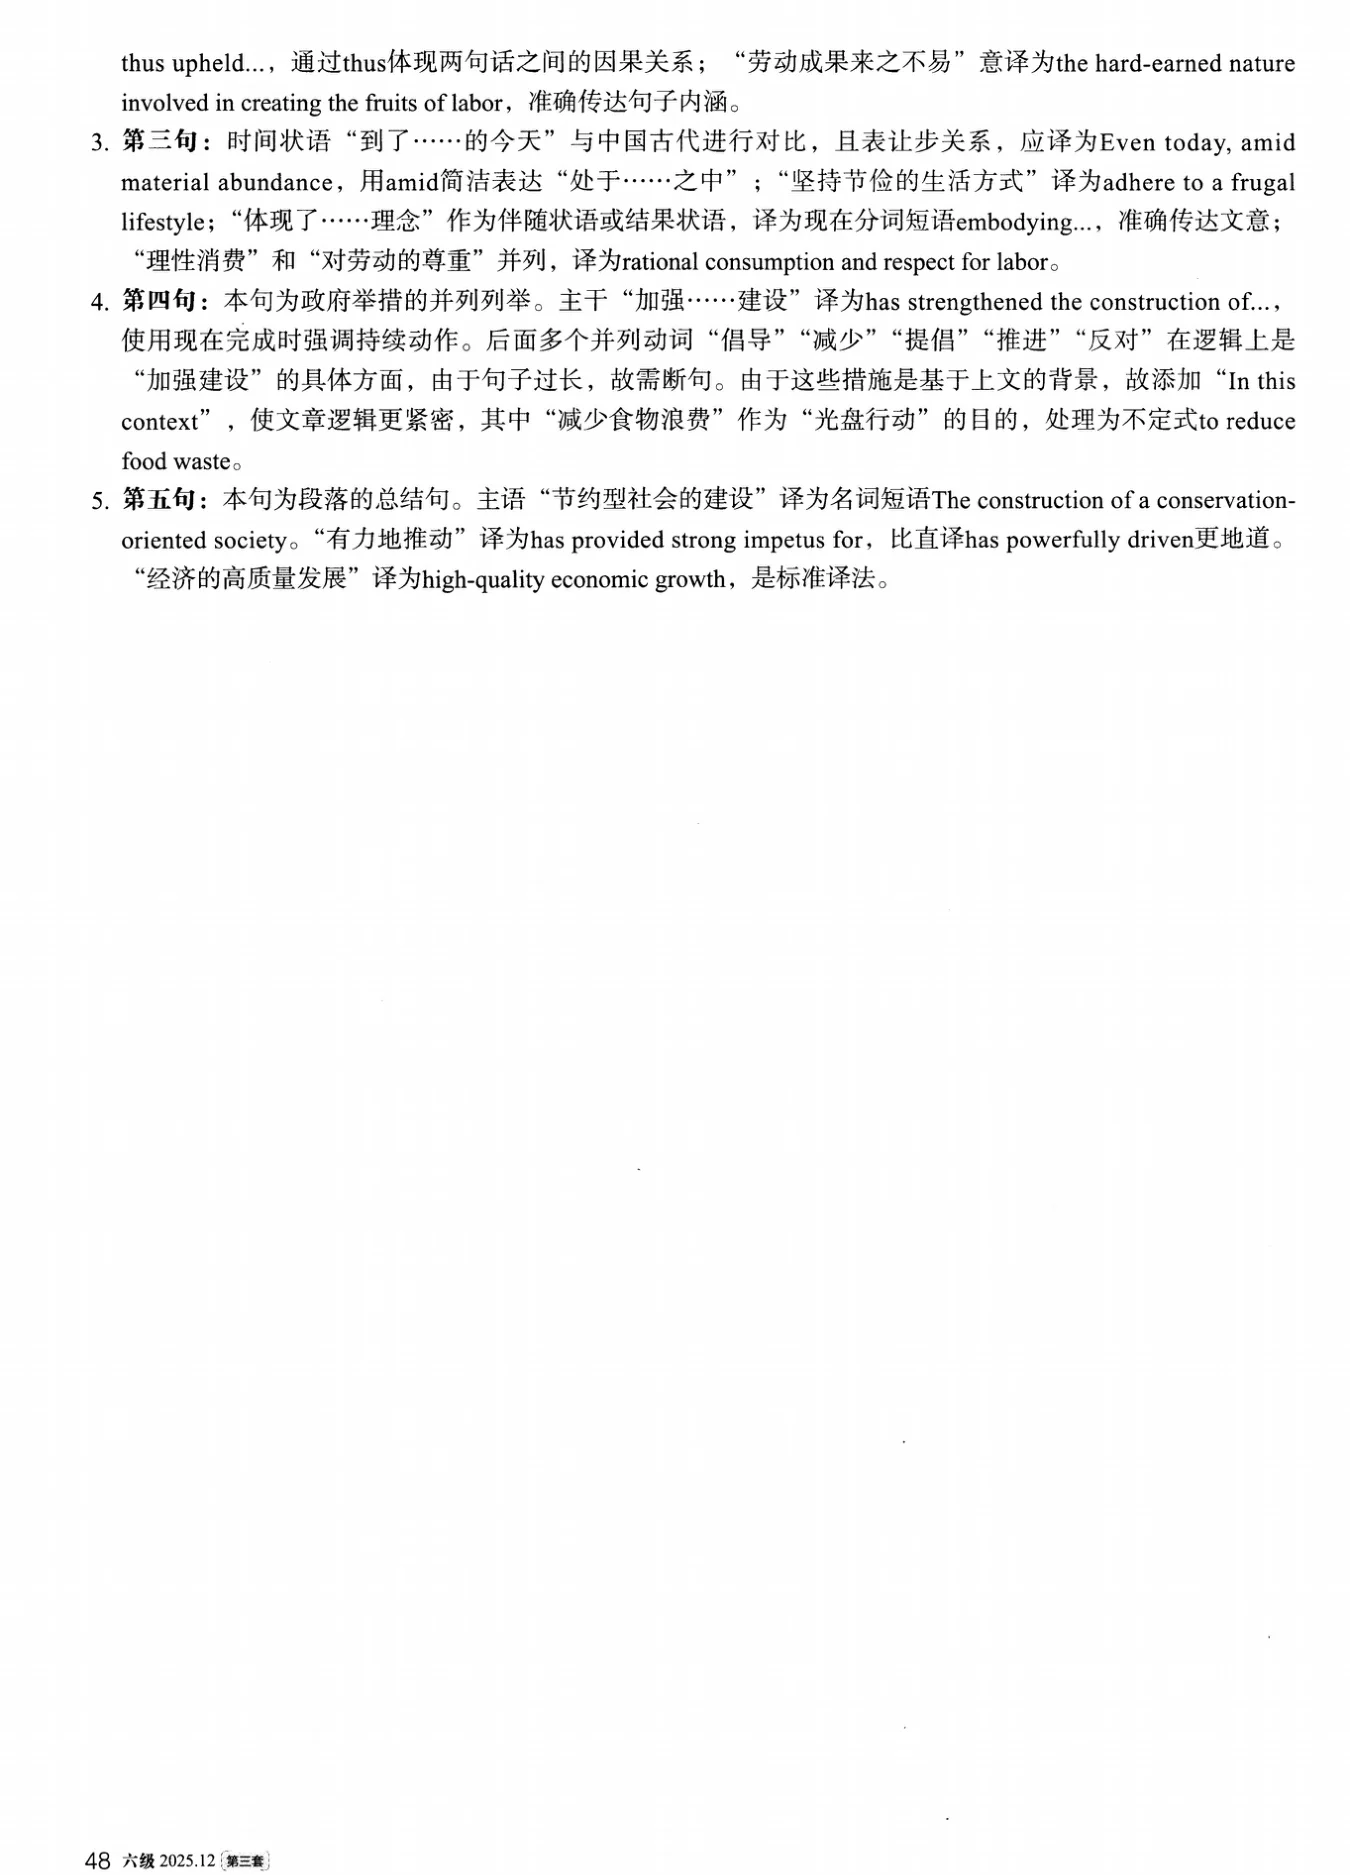 thus upheld...，通过thus体现两句话之间的因果关系；“劳动成果来之不易”意译为the hard-earned nature
involved in creating the fruits of labor，准确传达句子内涵。
3. 第三句：时间状语“到了……的今天”与中国古代进行对比，且表让步关系，应译为Even today, amid
material abundance，用amid简洁表达“处于……之中”；“坚持节俭的生活方式”译为adhere to a frugal
lifestyle；“体现了……理念”作为伴随状语或结果状语，译为现在分词短语embodying...，准确传达文意；
“理性消费”和“对劳动的尊重”并列，译为rational consumption and respect for labor。
4. 第四句：本句为政府举措的并列列举。主干“加强……建设”译为has strengthened the construction of...，
使用现在完成时强调持续动作。后面多个并列动词“倡导”“减少”“提倡”“推进”“反对”在逻辑上是
“加强建设”的具体方面，由于句子过长，故需断句。由于这些措施是基于上文的背景，故添加“In this
context”，使文章逻辑更紧密，其中“减少食物浪费”作为“光盘行动”的目的，处理为不定式to reduce
food waste。
5. 第五句：本句为段落的总结句。主语“节约型社会的建设”译为名词短语The construction of a conservation-
oriented society。“有力地推动”译为has provided strong impetus for，比直译has powerfully driven更地道。
“经济的高质量发展”译为high-quality economic growth，是标准译法。
48 六级 2025.12 第三套